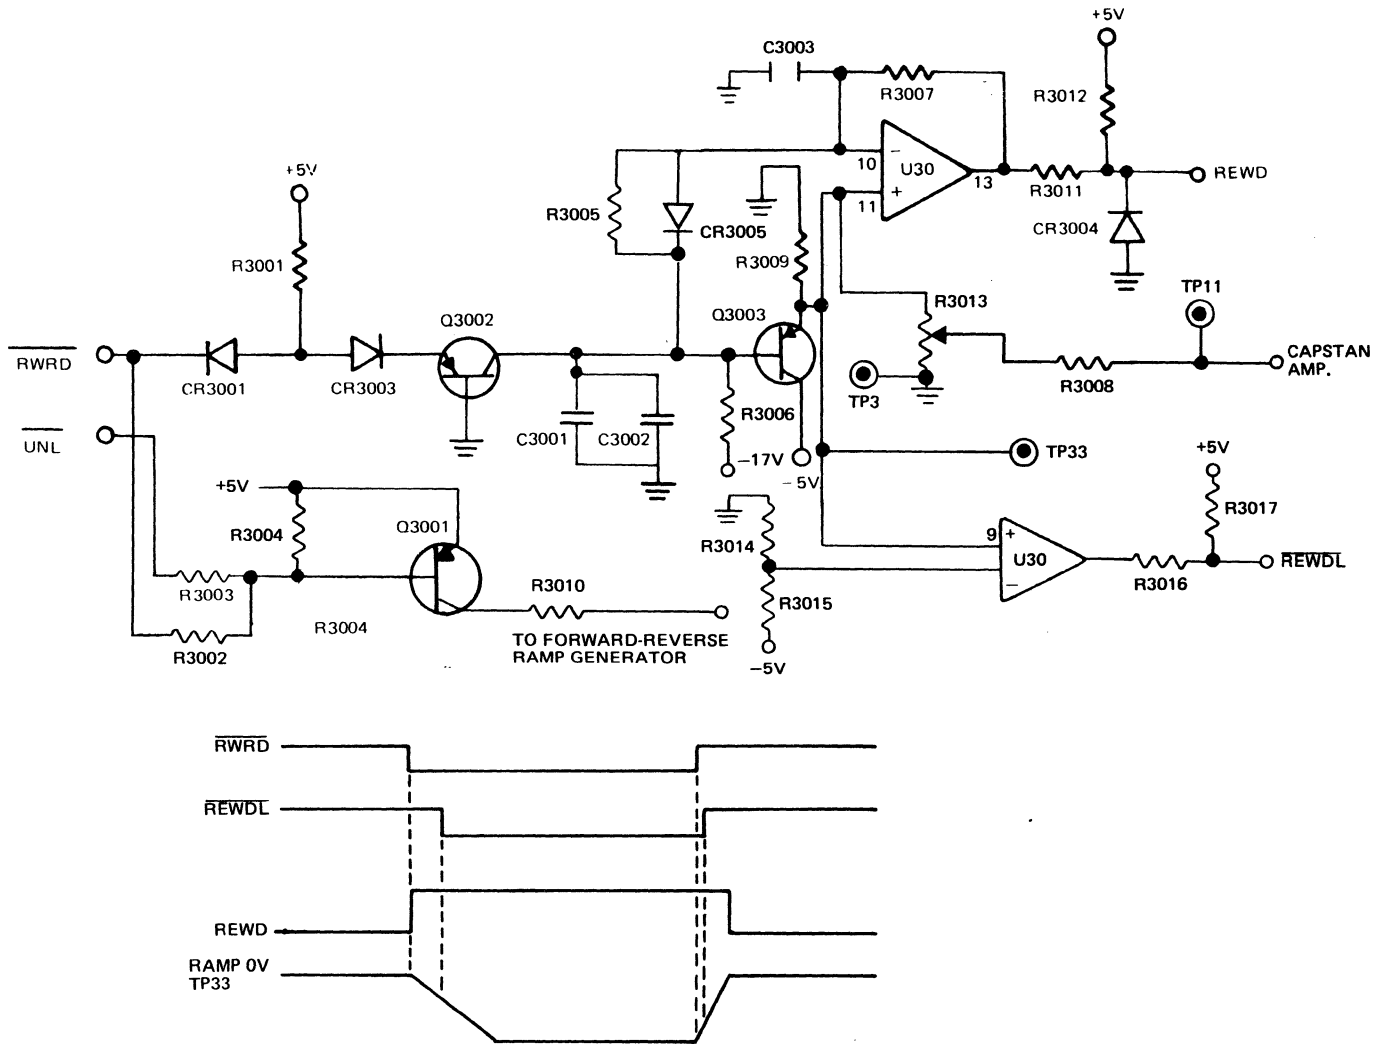 +5V
C3003
R3007
R3012
10
U30
13
11
R3011
REWD
CR3004
+5V
R3005
CR3005
R3009
R3001
R3013
TP11
Q3002
Q3003
RWRD
CR3001
CR3003
CAPSTAN
AMP.
R3008
TP3
R3006
UNL
C3001
C3002
-17V
-5V
TP33
+5V
+5V
R3004
Q3001
R3014
R3017
9
U30
R3003
R3010
R3015
R3016
REWDL
R3004
R3002
TO FORWARD-REVERSE
RAMP GENERATOR
-5V
RWRD
REWDL
REWD
RAMP 0V
TP33